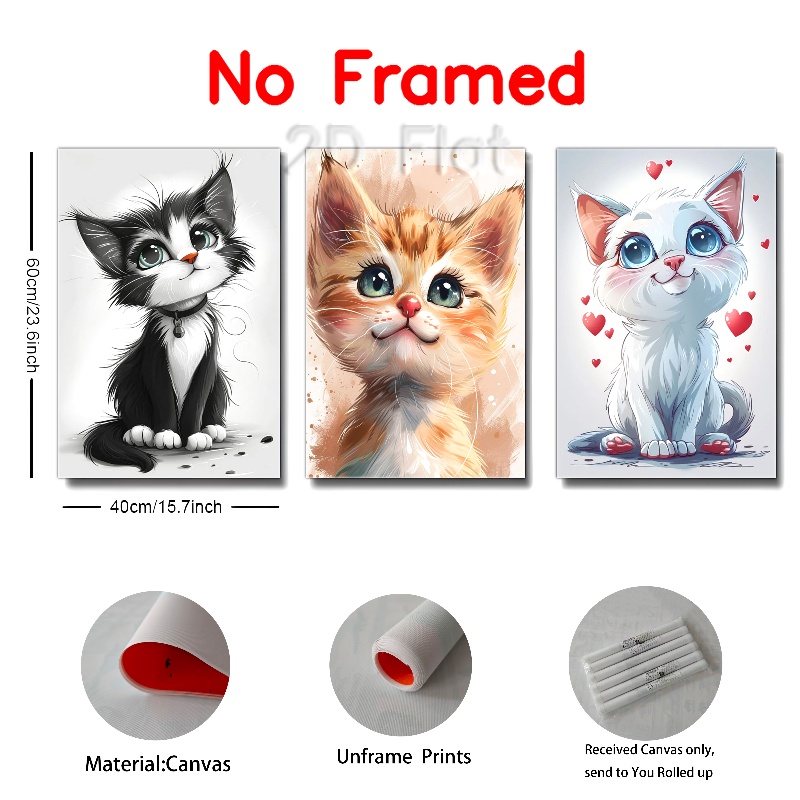 No Framed
2D Flat
60cm/23.6inch
40cm/15.7inch
Material:Canvas
Unframe Prints
Received Canvas only,
send to You Rolled up